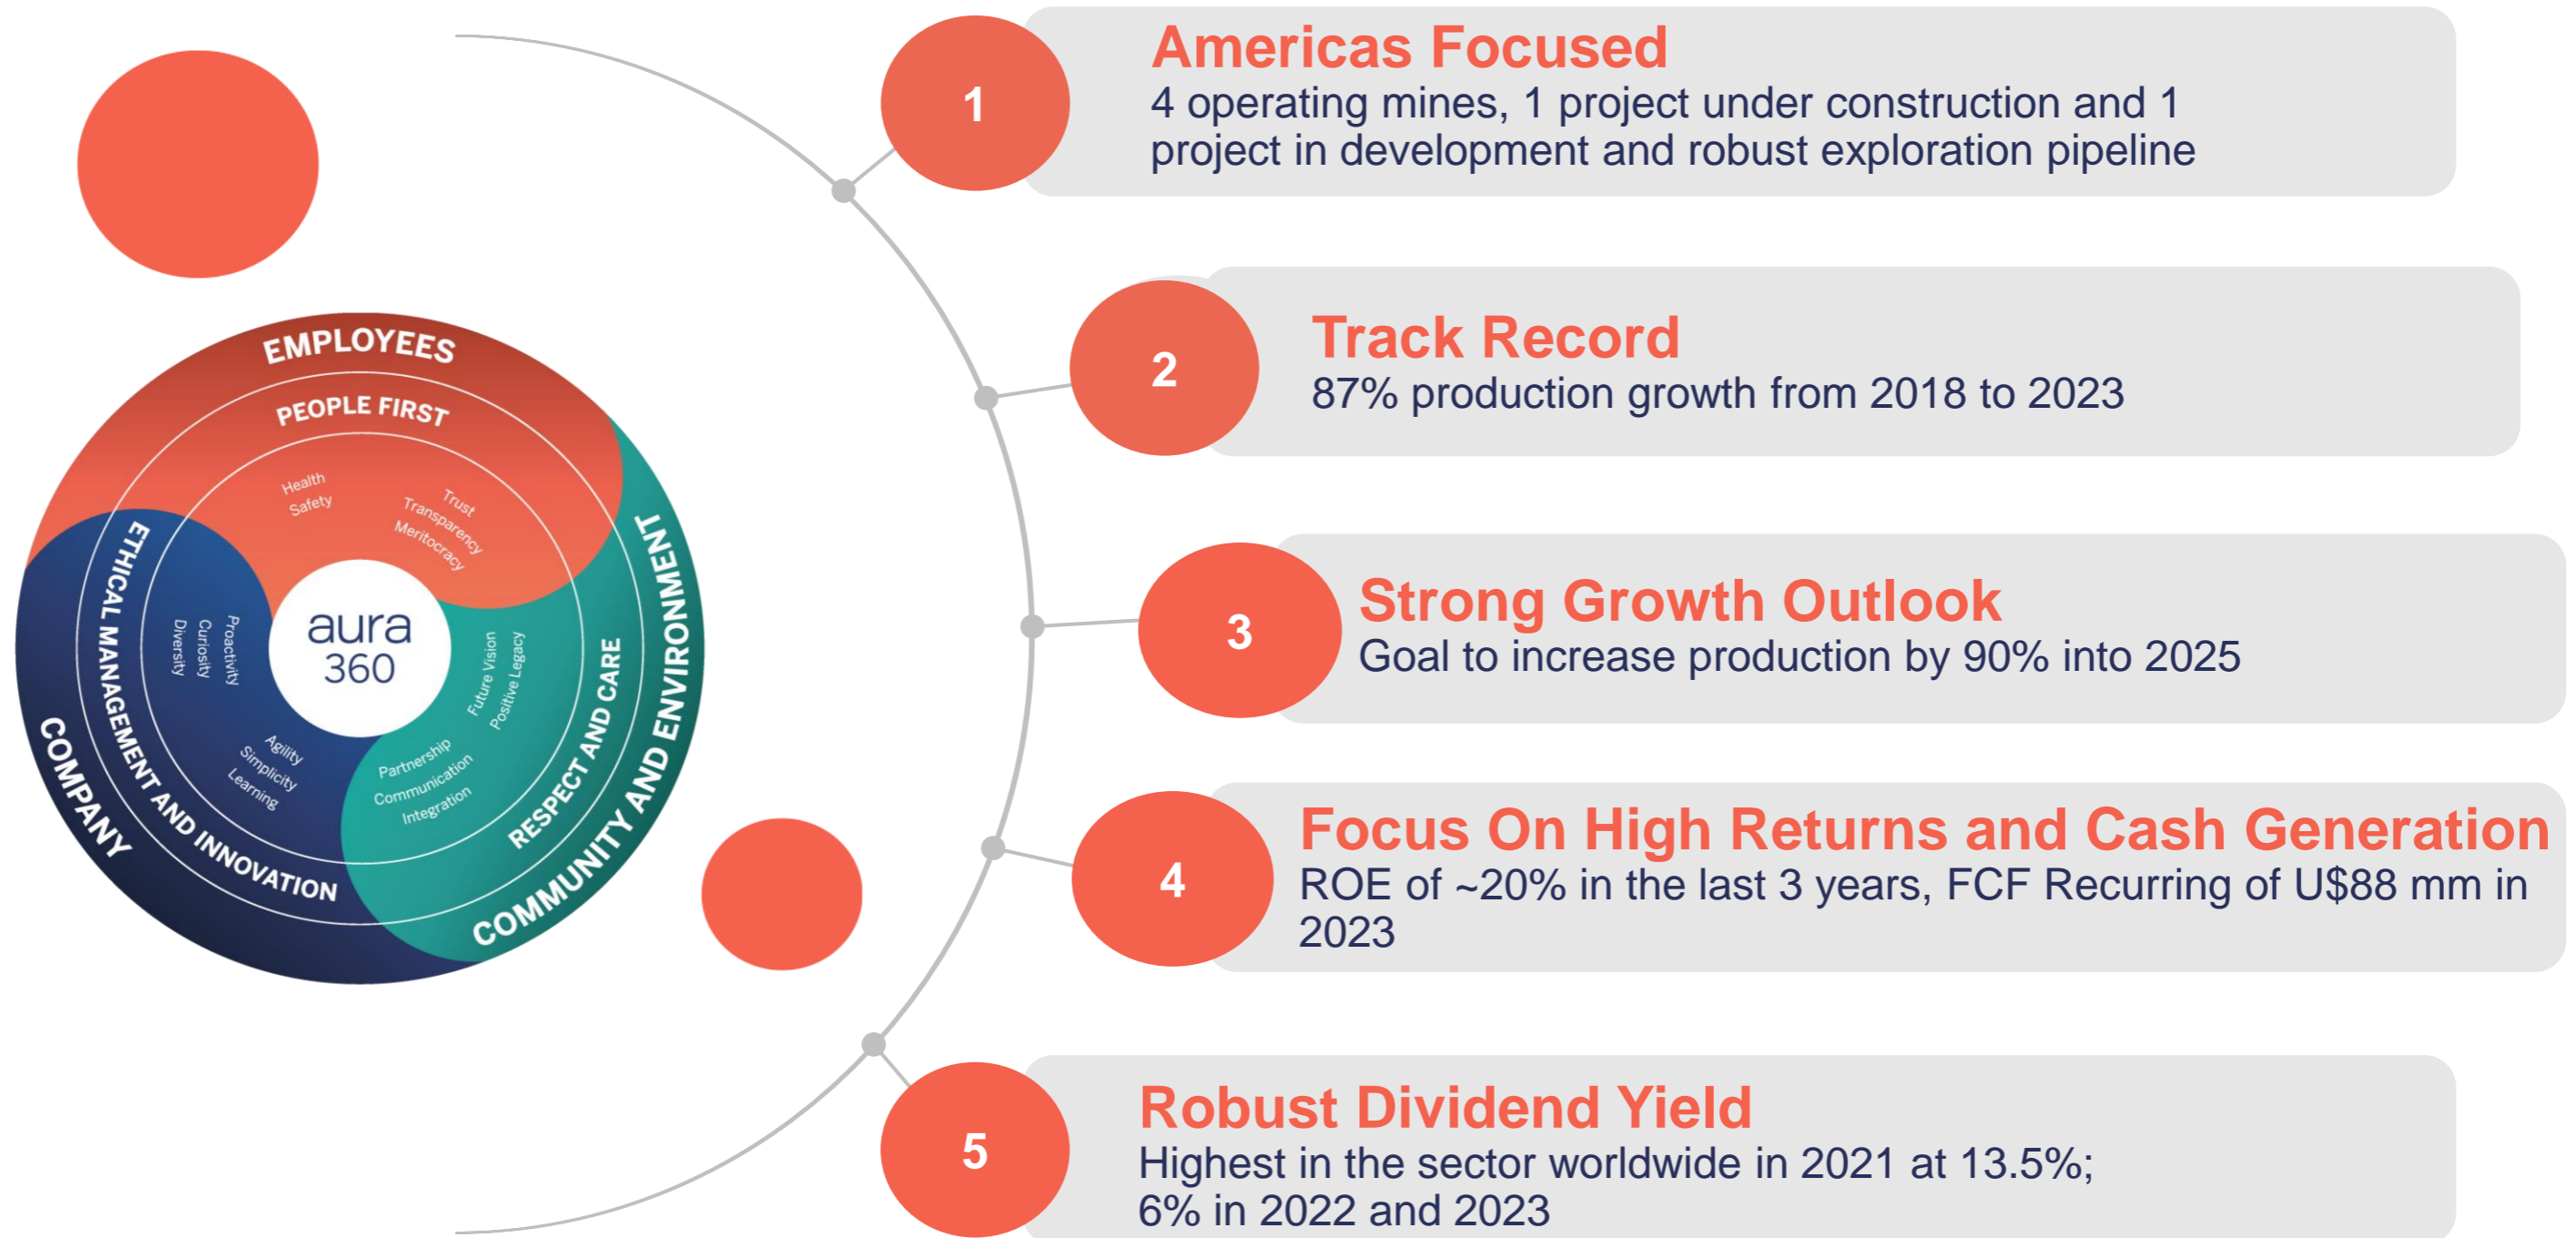 EMPLOYEES
PEOPLE FIRST
Health
Safety
Trust
Transparency
Meritocracy
COMPANY
ETHICAL MANAGEMENT AND INNOVATION
Proactivity
Curiosity
Diversity
Agility
Simplicity
Learning
aura
360
COMMUNITY AND ENVIRONMENT
RESPECT AND CARE
Future Vision
Positive Legacy
Partnership
Communication
Integration
1
Americas Focused
4 operating mines, 1 project under construction and 1
project in development and robust exploration pipeline
2
Track Record
87% production growth from 2018 to 2023
3
Strong Growth Outlook
Goal to increase production by 90% into 2025
4
Focus On High Returns and Cash Generation
ROE of ~20% in the last 3 years, FCF Recurring of U$88 mm in
2023
5
Robust Dividend Yield
Highest in the sector worldwide in 2021 at 13.5%;
6% in 2022 and 2023